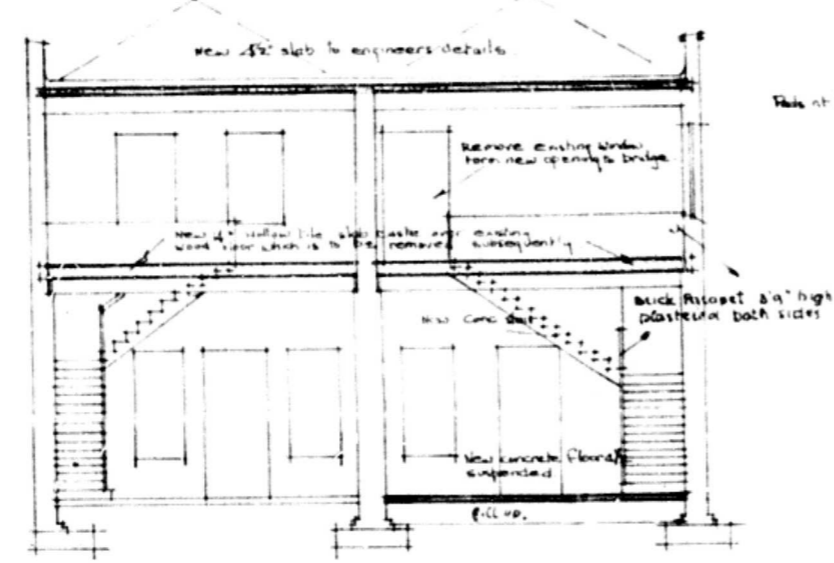 New 4½" slab to engineers details
Remove existing window
form new opening to bridge
New 4" Hollow tile slab caste over existing
wood floor which is to be removed subsequently
Brick Parapet 3'9" high
plastered both sides
New Conc stair
New concrete floor
suspended
fill up.